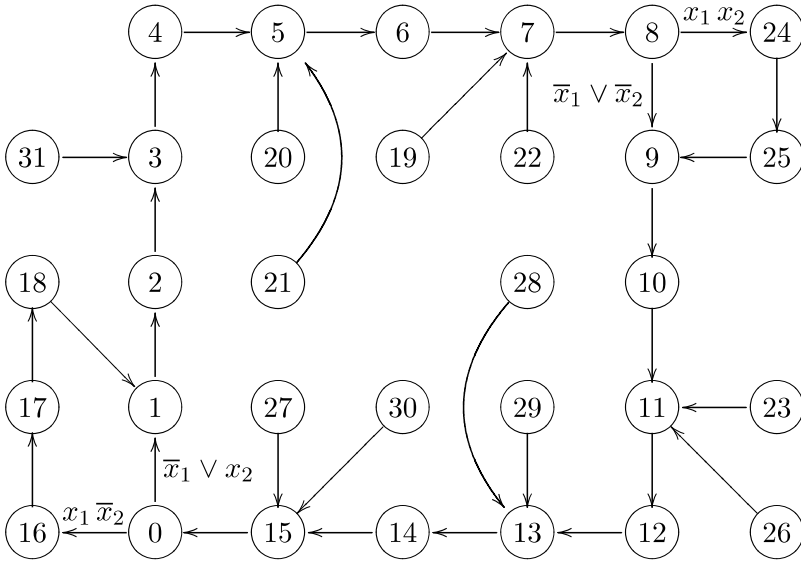 4 5 6 7 8 x₁ x₂ 24
x̅₁ ∨ x̅₂
31 3 20 19 22 9 25
18 2 21 28 10
17 1 27 30 29 11 23
x̅₁ ∨ x₂
x₁ x̅₂
16 0 15 14 13 12 26